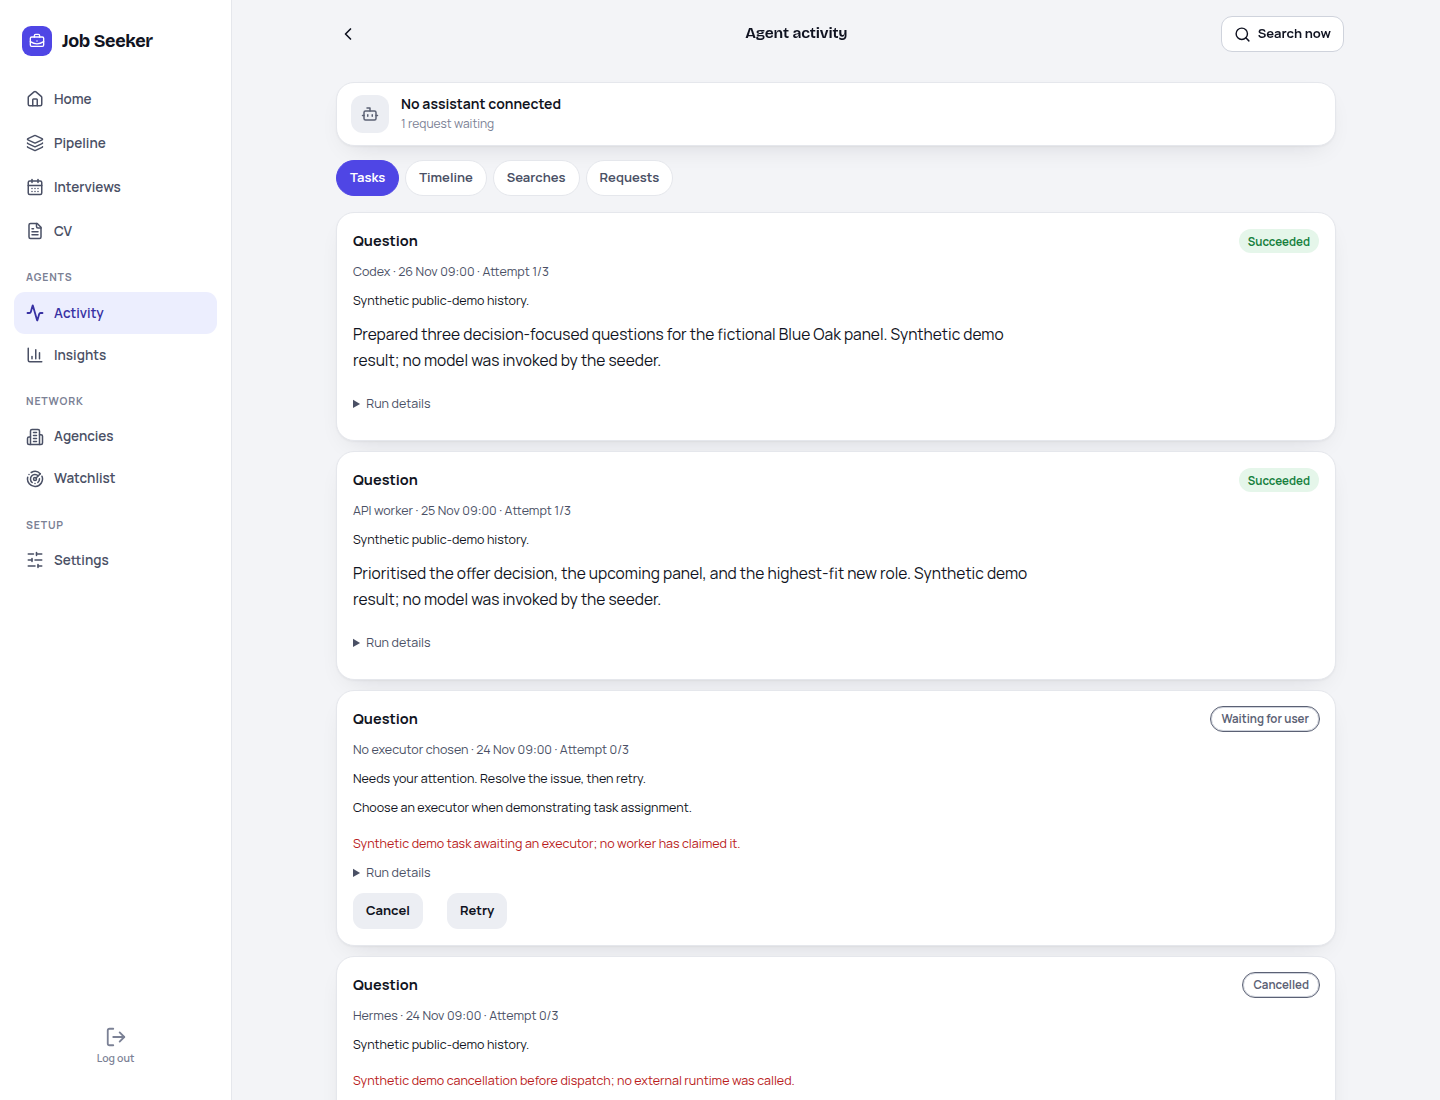 Job Seeker
Home
Pipeline
Interviews
CV
AGENTS
Activity
Insights
NETWORK
Agencies
Watchlist
SETUP
Settings
Log out
Agent activity
Search now
No assistant connected
1 request waiting
Tasks
Timeline
Searches
Requests
Question
Succeeded
Codex · 26 Nov 09:00 · Attempt 1/3
Synthetic public-demo history.
Prepared three decision-focused questions for the fictional Blue Oak panel. Synthetic demo
result; no model was invoked by the seeder.
Run details
Question
Succeeded
API worker · 25 Nov 09:00 · Attempt 1/3
Synthetic public-demo history.
Prioritised the offer decision, the upcoming panel, and the highest-fit new role. Synthetic demo
result; no model was invoked by the seeder.
Run details
Question
Waiting for user
No executor chosen · 24 Nov 09:00 · Attempt 0/3
Needs your attention. Resolve the issue, then retry.
Choose an executor when demonstrating task assignment.
Synthetic demo task awaiting an executor; no worker has claimed it.
Run details
Cancel
Retry
Question
Cancelled
Hermes · 24 Nov 09:00 · Attempt 0/3
Synthetic public-demo history.
Synthetic demo cancellation before dispatch; no external runtime was called.